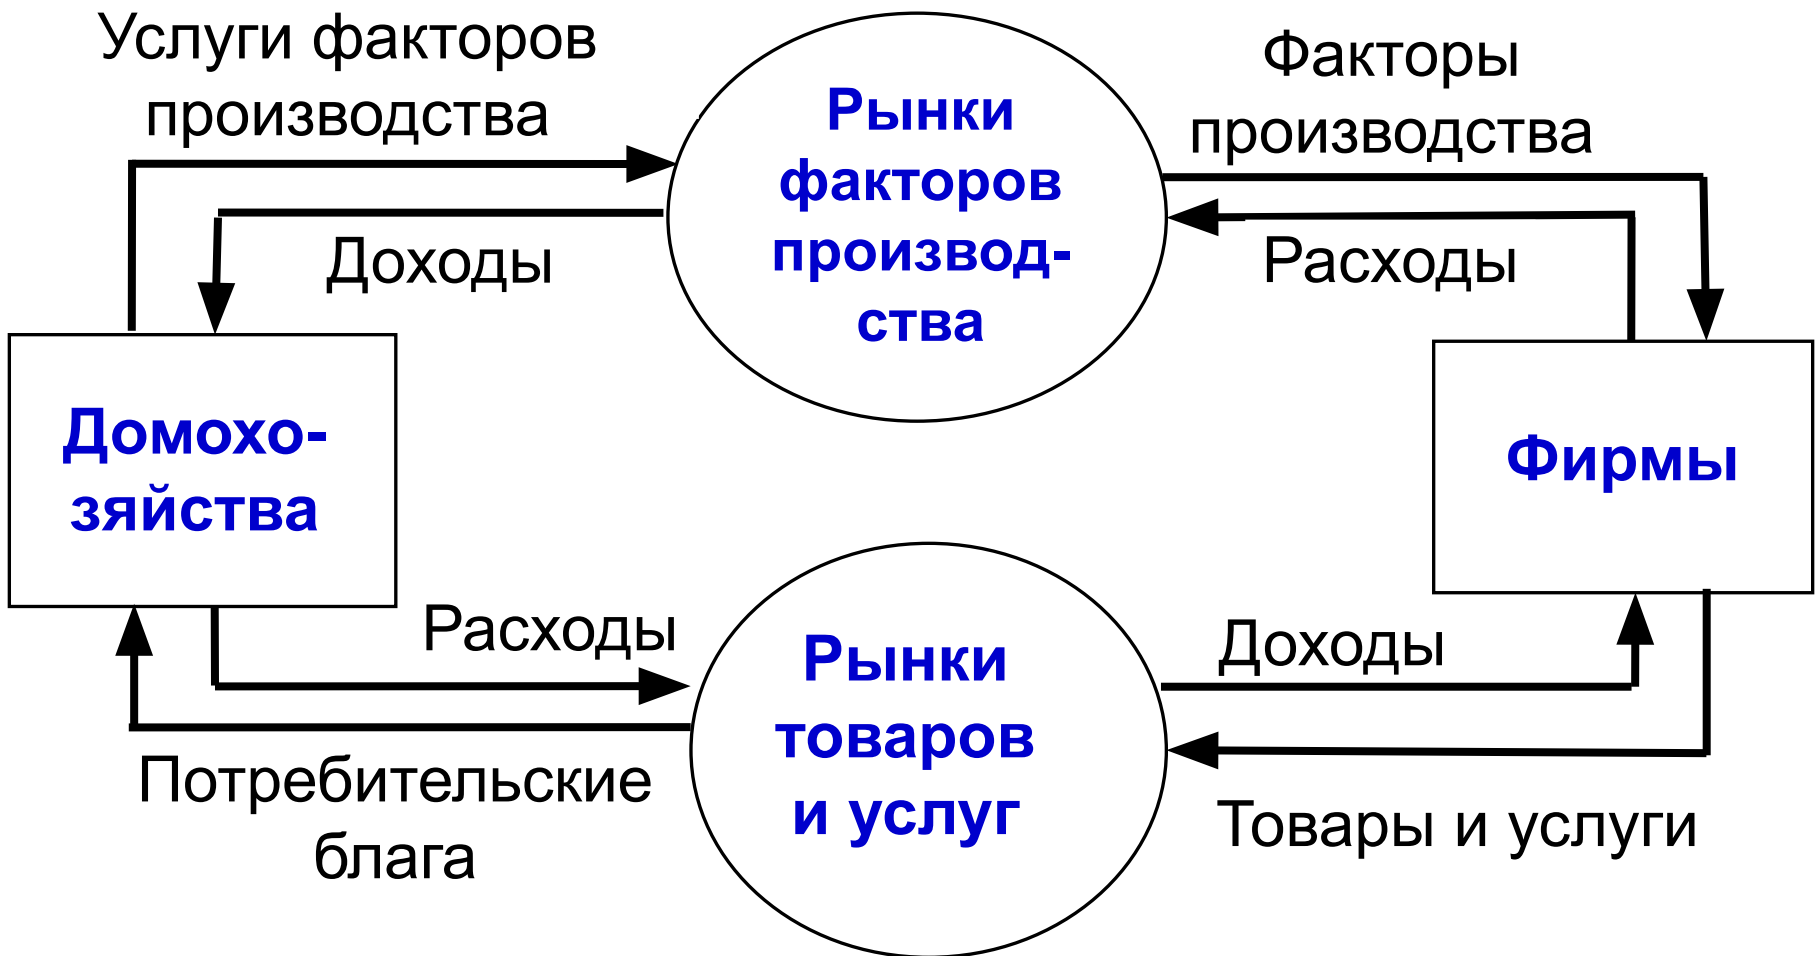 Услуги факторов
производства
Рынки
факторов
производ-
ства
Факторы
производства
Доходы
Расходы
Домохо-
зяйства
Фирмы
Расходы
Рынки
товаров
и услуг
Доходы
Потребительские
блага
Товары и услуги